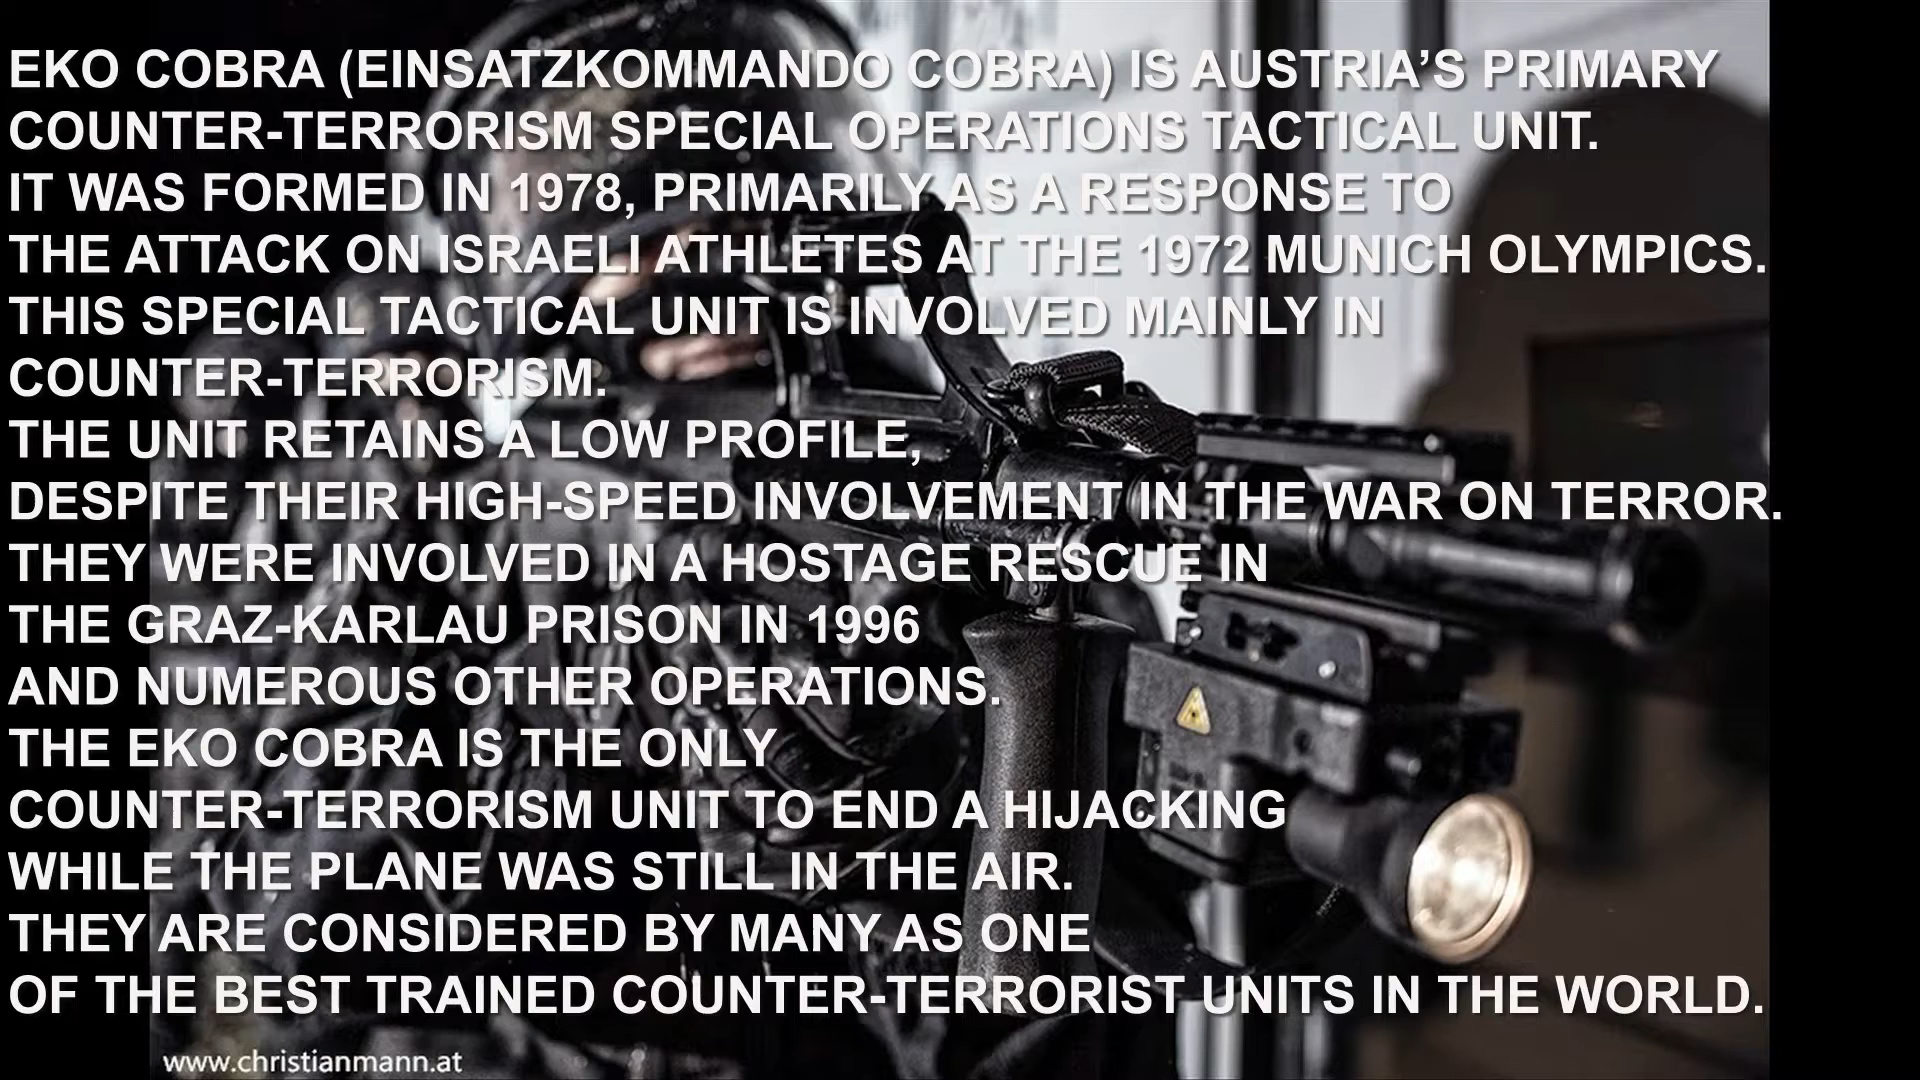 EKO COBRA (EINSATZKOMMANDO COBRA) IS AUSTRIA’S PRIMARY
COUNTER-TERRORISM SPECIAL OPERATIONS TACTICAL UNIT.
IT WAS FORMED IN 1978, PRIMARILY AS A RESPONSE TO
THE ATTACK ON ISRAELI ATHLETES AT THE 1972 MUNICH OLYMPICS.
THIS SPECIAL TACTICAL UNIT IS INVOLVED MAINLY IN
COUNTER-TERRORISM.
THE UNIT RETAINS A LOW PROFILE,
DESPITE THEIR HIGH-SPEED INVOLVEMENT IN THE WAR ON TERROR.
THEY WERE INVOLVED IN A HOSTAGE RESCUE IN
THE GRAZ-KARLAU PRISON IN 1996
AND NUMEROUS OTHER OPERATIONS.
THE EKO COBRA IS THE ONLY
COUNTER-TERRORISM UNIT TO END A HIJACKING
WHILE THE PLANE WAS STILL IN THE AIR.
THEY ARE CONSIDERED BY MANY AS ONE
OF THE BEST TRAINED COUNTER-TERRORIST UNITS IN THE WORLD.
www.christianmann.at